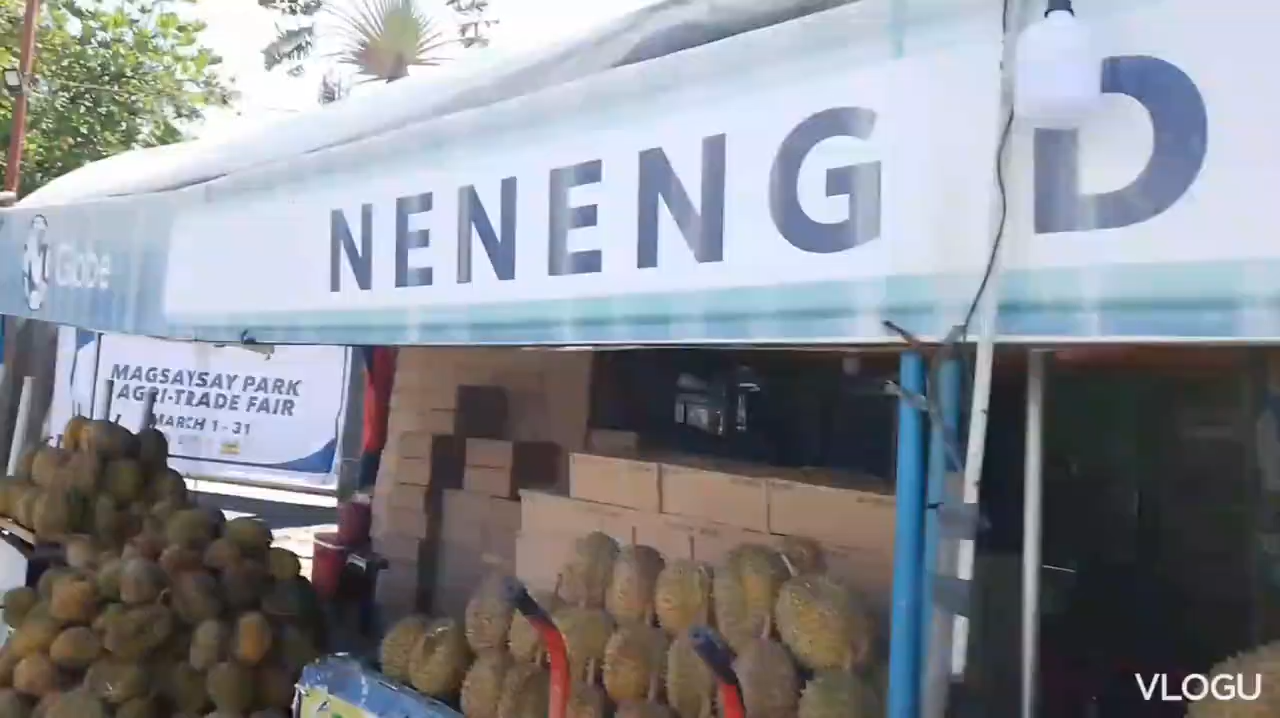 NENENG D
Globe
MAGSAYSAY PARK
AGRI-TRADE FAIR
MARCH 1 - 31
VLOGU